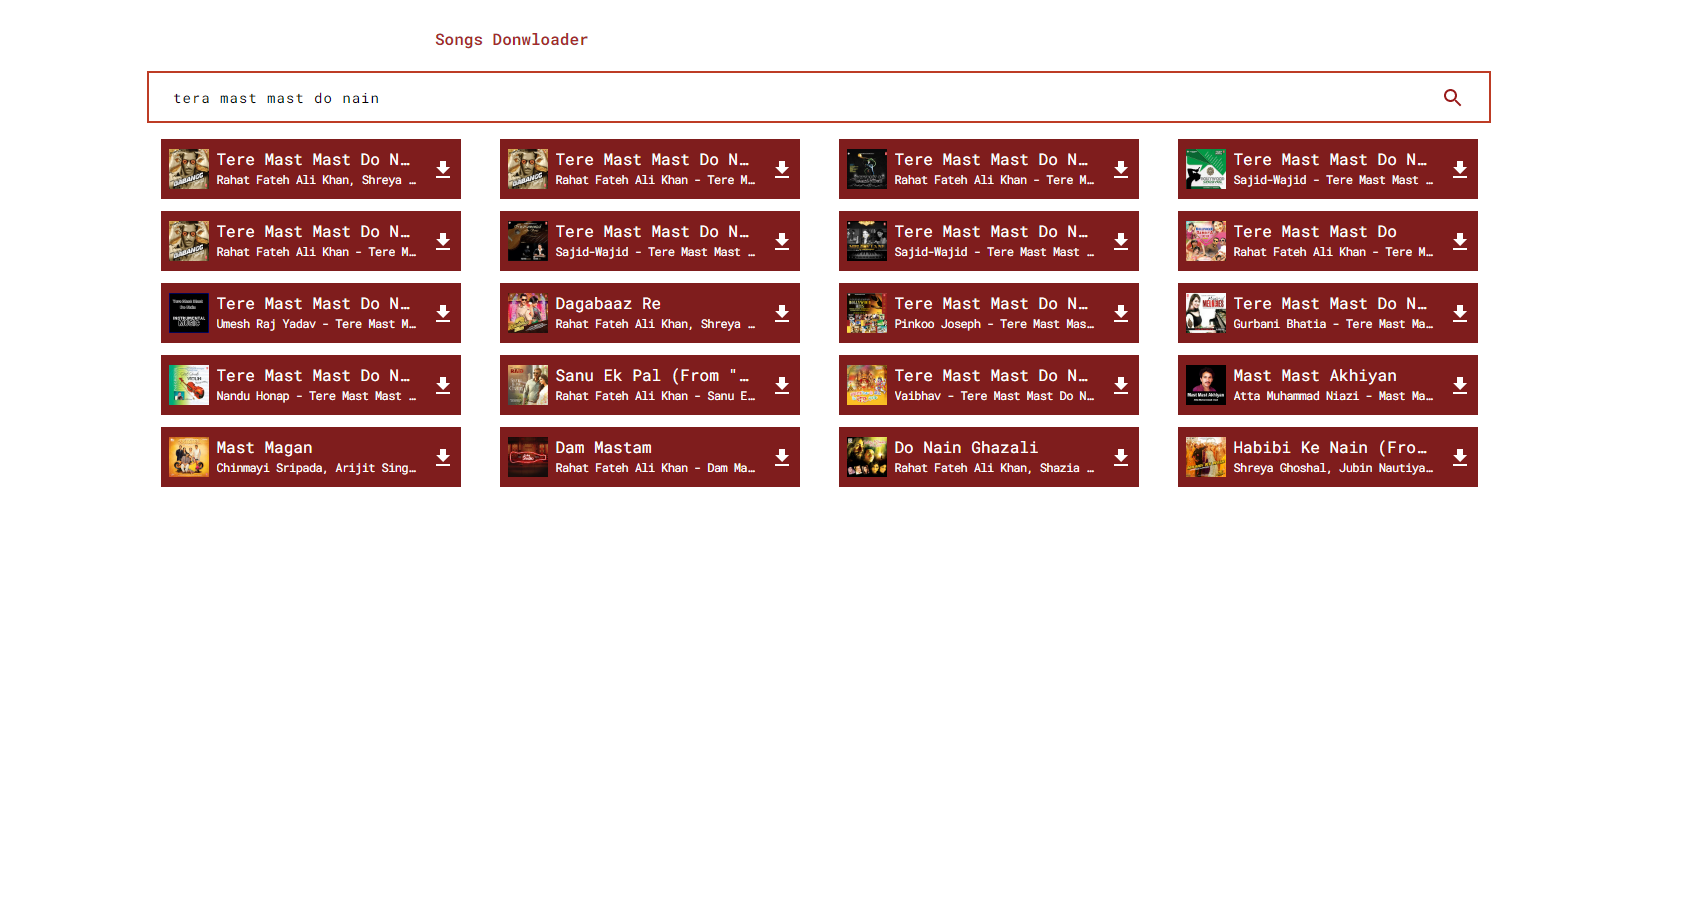 Songs Donwloader
tera mast mast do nain
Tere Mast Mast Do N…
Rahat Fateh Ali Khan, Shreya …
Tere Mast Mast Do N…
Rahat Fateh Ali Khan - Tere M…
Tere Mast Mast Do N…
Rahat Fateh Ali Khan - Tere M…
Tere Mast Mast Do N…
Sajid-Wajid - Tere Mast Mast …
Tere Mast Mast Do N…
Rahat Fateh Ali Khan - Tere M…
Tere Mast Mast Do N…
Sajid-Wajid - Tere Mast Mast …
Tere Mast Mast Do N…
Sajid-Wajid - Tere Mast Mast …
Tere Mast Mast Do
Rahat Fateh Ali Khan - Tere M…
Tere Mast Mast Do N…
Umesh Raj Yadav - Tere Mast M…
Dagabaaz Re
Rahat Fateh Ali Khan, Shreya …
Tere Mast Mast Do N…
Pinkoo Joseph - Tere Mast Mas…
Tere Mast Mast Do N…
Gurbani Bhatia - Tere Mast Ma…
Tere Mast Mast Do N…
Nandu Honap - Tere Mast Mast …
Sanu Ek Pal (From "…
Rahat Fateh Ali Khan - Sanu E…
Tere Mast Mast Do N…
Vaibhav - Tere Mast Mast Do N…
Mast Mast Akhiyan
Atta Muhammad Niazi - Mast Ma…
Mast Magan
Chinmayi Sripada, Arijit Sing…
Dam Mastam
Rahat Fateh Ali Khan - Dam Ma…
Do Nain Ghazali
Rahat Fateh Ali Khan, Shazia …
Habibi Ke Nain (Fro…
Shreya Ghoshal, Jubin Nautiya…